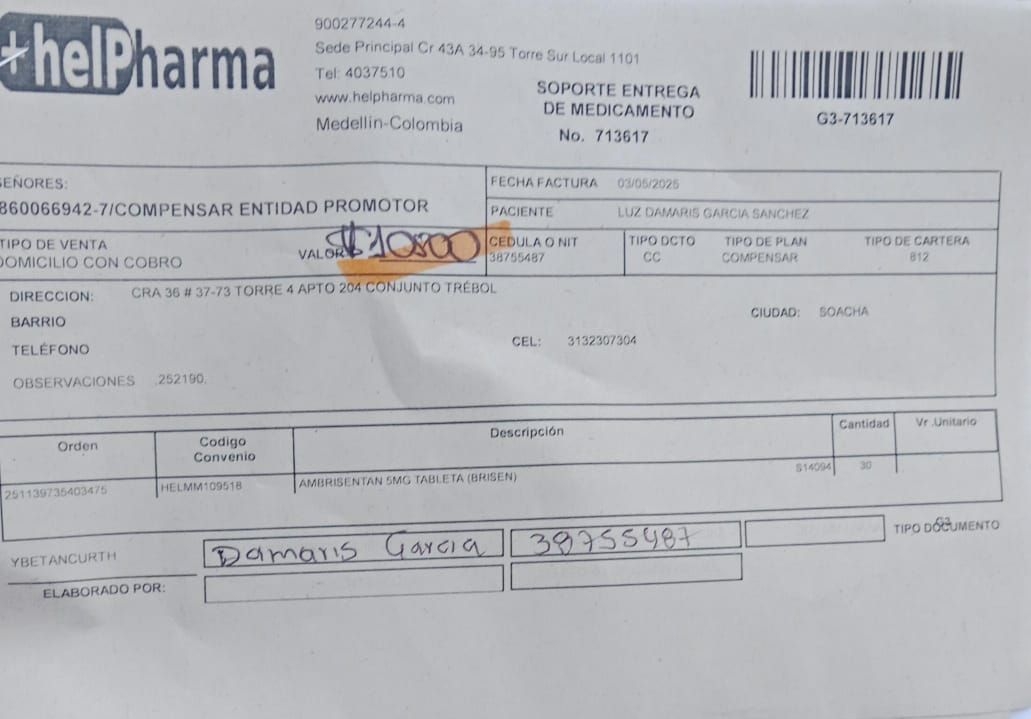 +helPharma
900277244-4
Sede Principal Cr 43A 34-95 Torre Sur Local 1101
Tel: 4037510
www.helpharma.com
Medellin-Colombia
SOPORTE ENTREGA
DE MEDICAMENTO
No. 713617
G3-713617
SEÑORES:
860066942-7/COMPENSAR ENTIDAD PROMOTOR
FECHA FACTURA 03/05/2025
PACIENTE LUZ DAMARIS GARCIA SANCHEZ
TIPO DE VENTA
DOMICILIO CON COBRO
VALOR $10800
CEDULA O NIT
38755487
TIPO DCTO
CC
TIPO DE PLAN
COMPENSAR
TIPO DE CARTERA
812
DIRECCION: CRA 36 # 37-73 TORRE 4 APTO 204 CONJUNTO TRÉBOL
BARRIO
CIUDAD: SOACHA
TELÉFONO
CEL: 3132307304
OBSERVACIONES .252190.
Orden
Codigo
Convenio
Descripción
Cantidad
Vr .Unitario
251139735403475 HELMM109518 AMBRISENTAN 5MG TABLETA (BRISEN) S14094 30
YBETANCURTH
Damaris Garcia 38755487
G3
TIPO DOCUMENTO
ELABORADO POR: